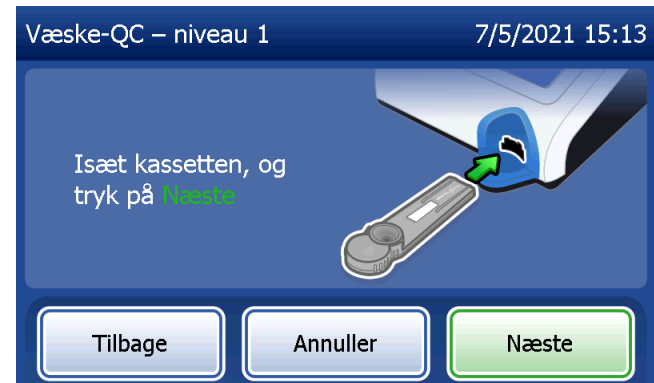 Væske-QC – niveau 1
7/5/2021 15:13
Isæt kassetten, og
tryk på Næste
Tilbage
Annuller
Næste